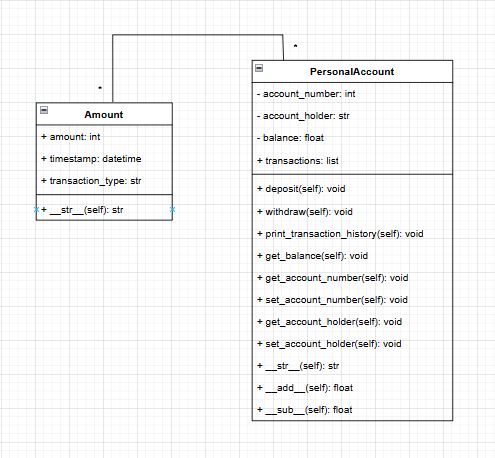 *
*
PersonalAccount
- account_number: int
- account_holder: str
- balance: float
+ transactions: list
+ deposit(self): void
+ withdraw(self): void
+ print_transaction_history(self): void
+ get_balance(self): void
+ get_account_number(self): void
+ set_account_number(self): void
+ get_account_holder(self): void
+ set_account_holder(self): void
+ __str__(self): str
+ __add__(self): float
+ __sub__(self): float
Amount
+ amount: int
+ timestamp: datetime
+ transaction_type: str
+ __str__(self): str